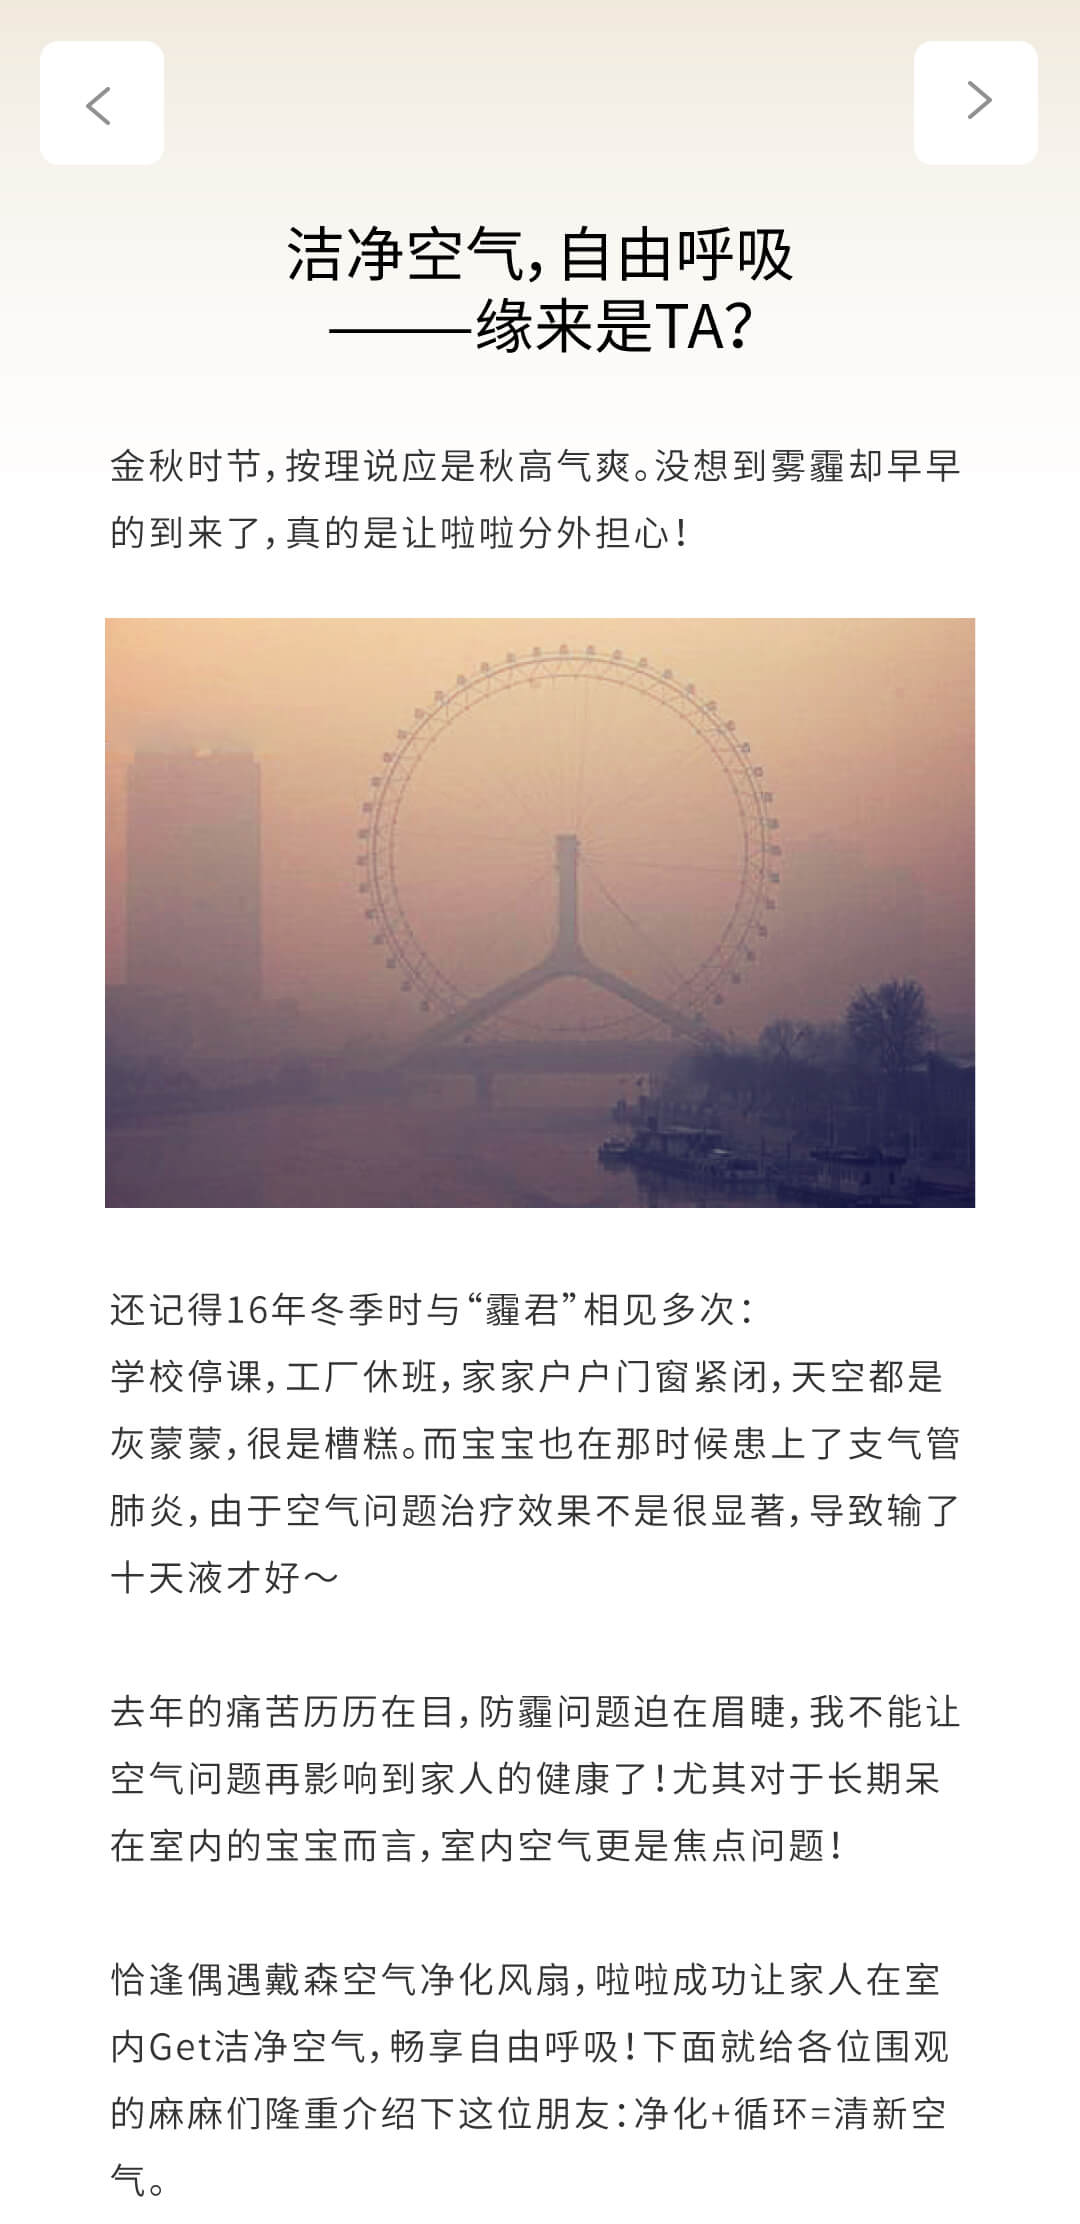 洁净空气，自由呼吸
——缘来是TA？
金秋时节，按理说应是秋高气爽。没想到雾霾却早早
的到来了，真的是让啦啦分外担心！
还记得16年冬季时与“霾君”相见多次：
学校停课，工厂休班，家家户户门窗紧闭，天空都是
灰蒙蒙，很是槽糕。而宝宝也在那时候患上了支气管
肺炎，由于空气问题治疗效果不是很显著，导致输了
十天液才好～
去年的痛苦历历在目，防霾问题迫在眉睫，我不能让
空气问题再影响到家人的健康了！尤其对于长期呆
在室内的宝宝而言，室内空气更是焦点问题！
恰逢偶遇戴森空气净化风扇，啦啦成功让家人在室
内Get洁净空气，畅享自由呼吸！下面就给各位围观
的麻麻们隆重介绍下这位朋友：净化+循环=清新空
气。